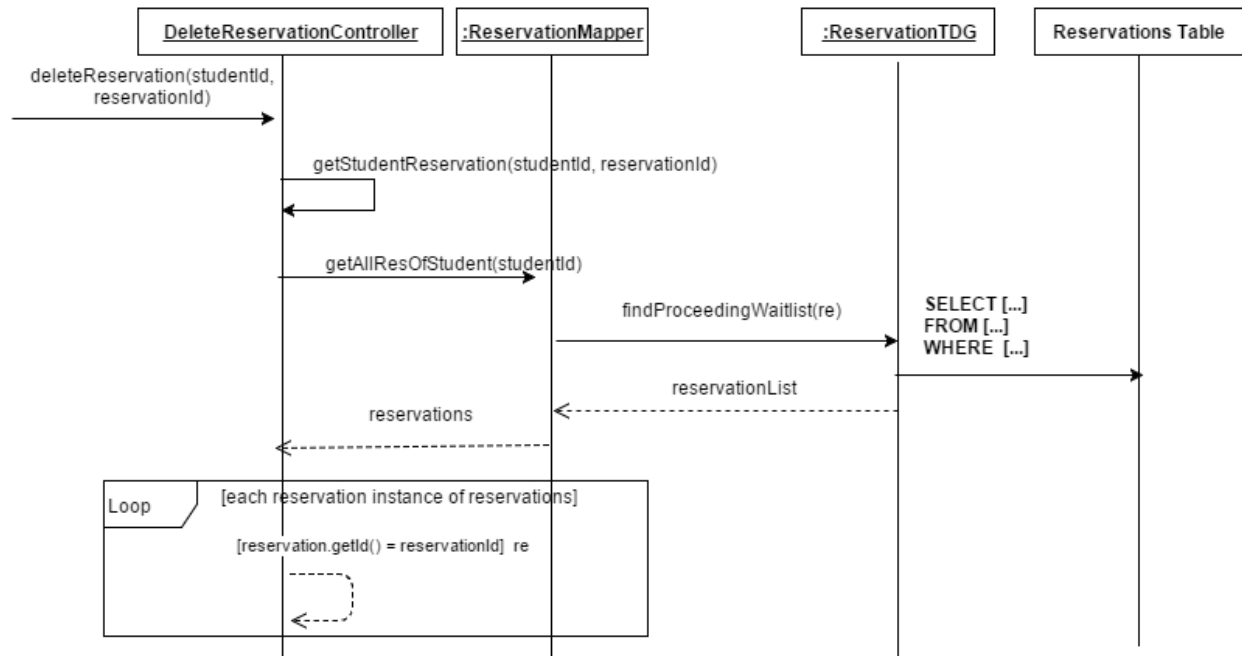 DeleteReservationController
:ReservationMapper
:ReservationTDG
Reservations Table
deleteReservation(studentId,
reservationId)
getStudentReservation(studentId, reservationId)
getAllResOfStudent(studentId)
findProceedingWaitlist(re)
SELECT [...]
FROM [...]
WHERE [...]
reservationList
reservations
Loop
[each reservation instance of reservations]
[reservation.getId() = reservationId] re